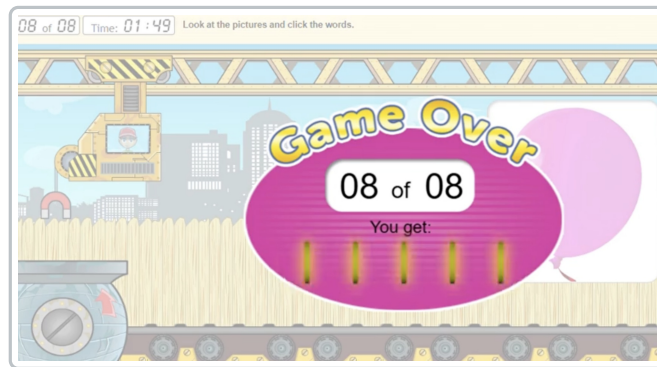 08 of 08 Time: 01:49 Look at the pictures and click the words.
Game Over
08 of 08
You get: